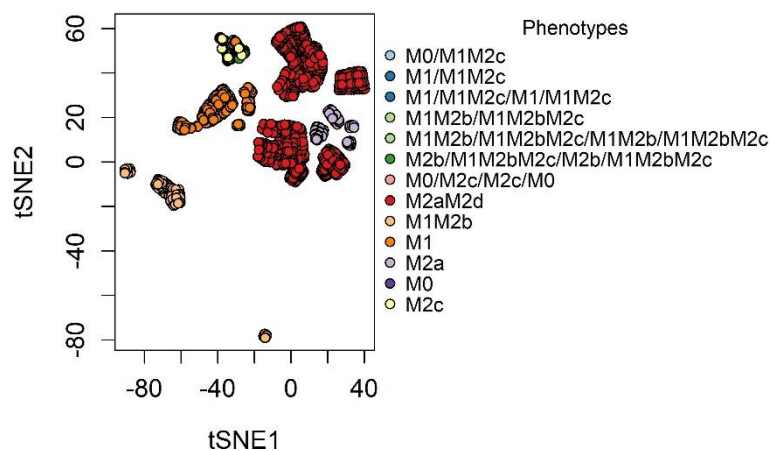 Phenotypes
M0/M1M2c
M1/M1M2c
M1/M1M2c/M1/M1M2c
M1M2b/M1M2bM2c
M1M2b/M1M2bM2c/M1M2b/M1M2bM2c
M2b/M1M2bM2c/M2b/M1M2bM2c
M0/M2c/M2c/M0
M2aM2d
M1M2b
M1
M2a
M0
M2c
tSNE2
60
20
0
-40
-80
-80
-40
0
40
tSNE1